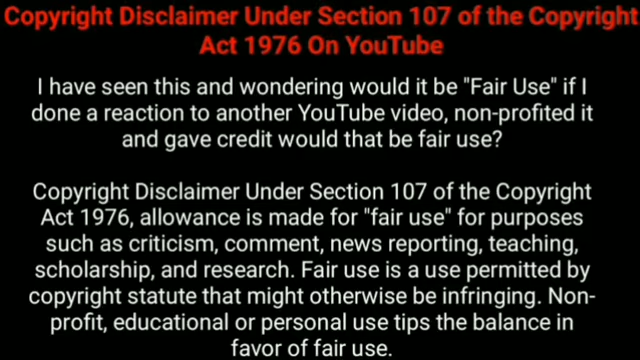 Copyright Disclaimer Under Section 107 of the Copyright
Act 1976 On YouTube
I have seen this and wondering would it be "Fair Use" if I
done a reaction to another YouTube video, non-profited it
and gave credit would that be fair use?
Copyright Disclaimer Under Section 107 of the Copyright
Act 1976, allowance is made for "fair use" for purposes
such as criticism, comment, news reporting, teaching,
scholarship, and research. Fair use is a use permitted by
copyright statute that might otherwise be infringing. Non-
profit, educational or personal use tips the balance in
favor of fair use.